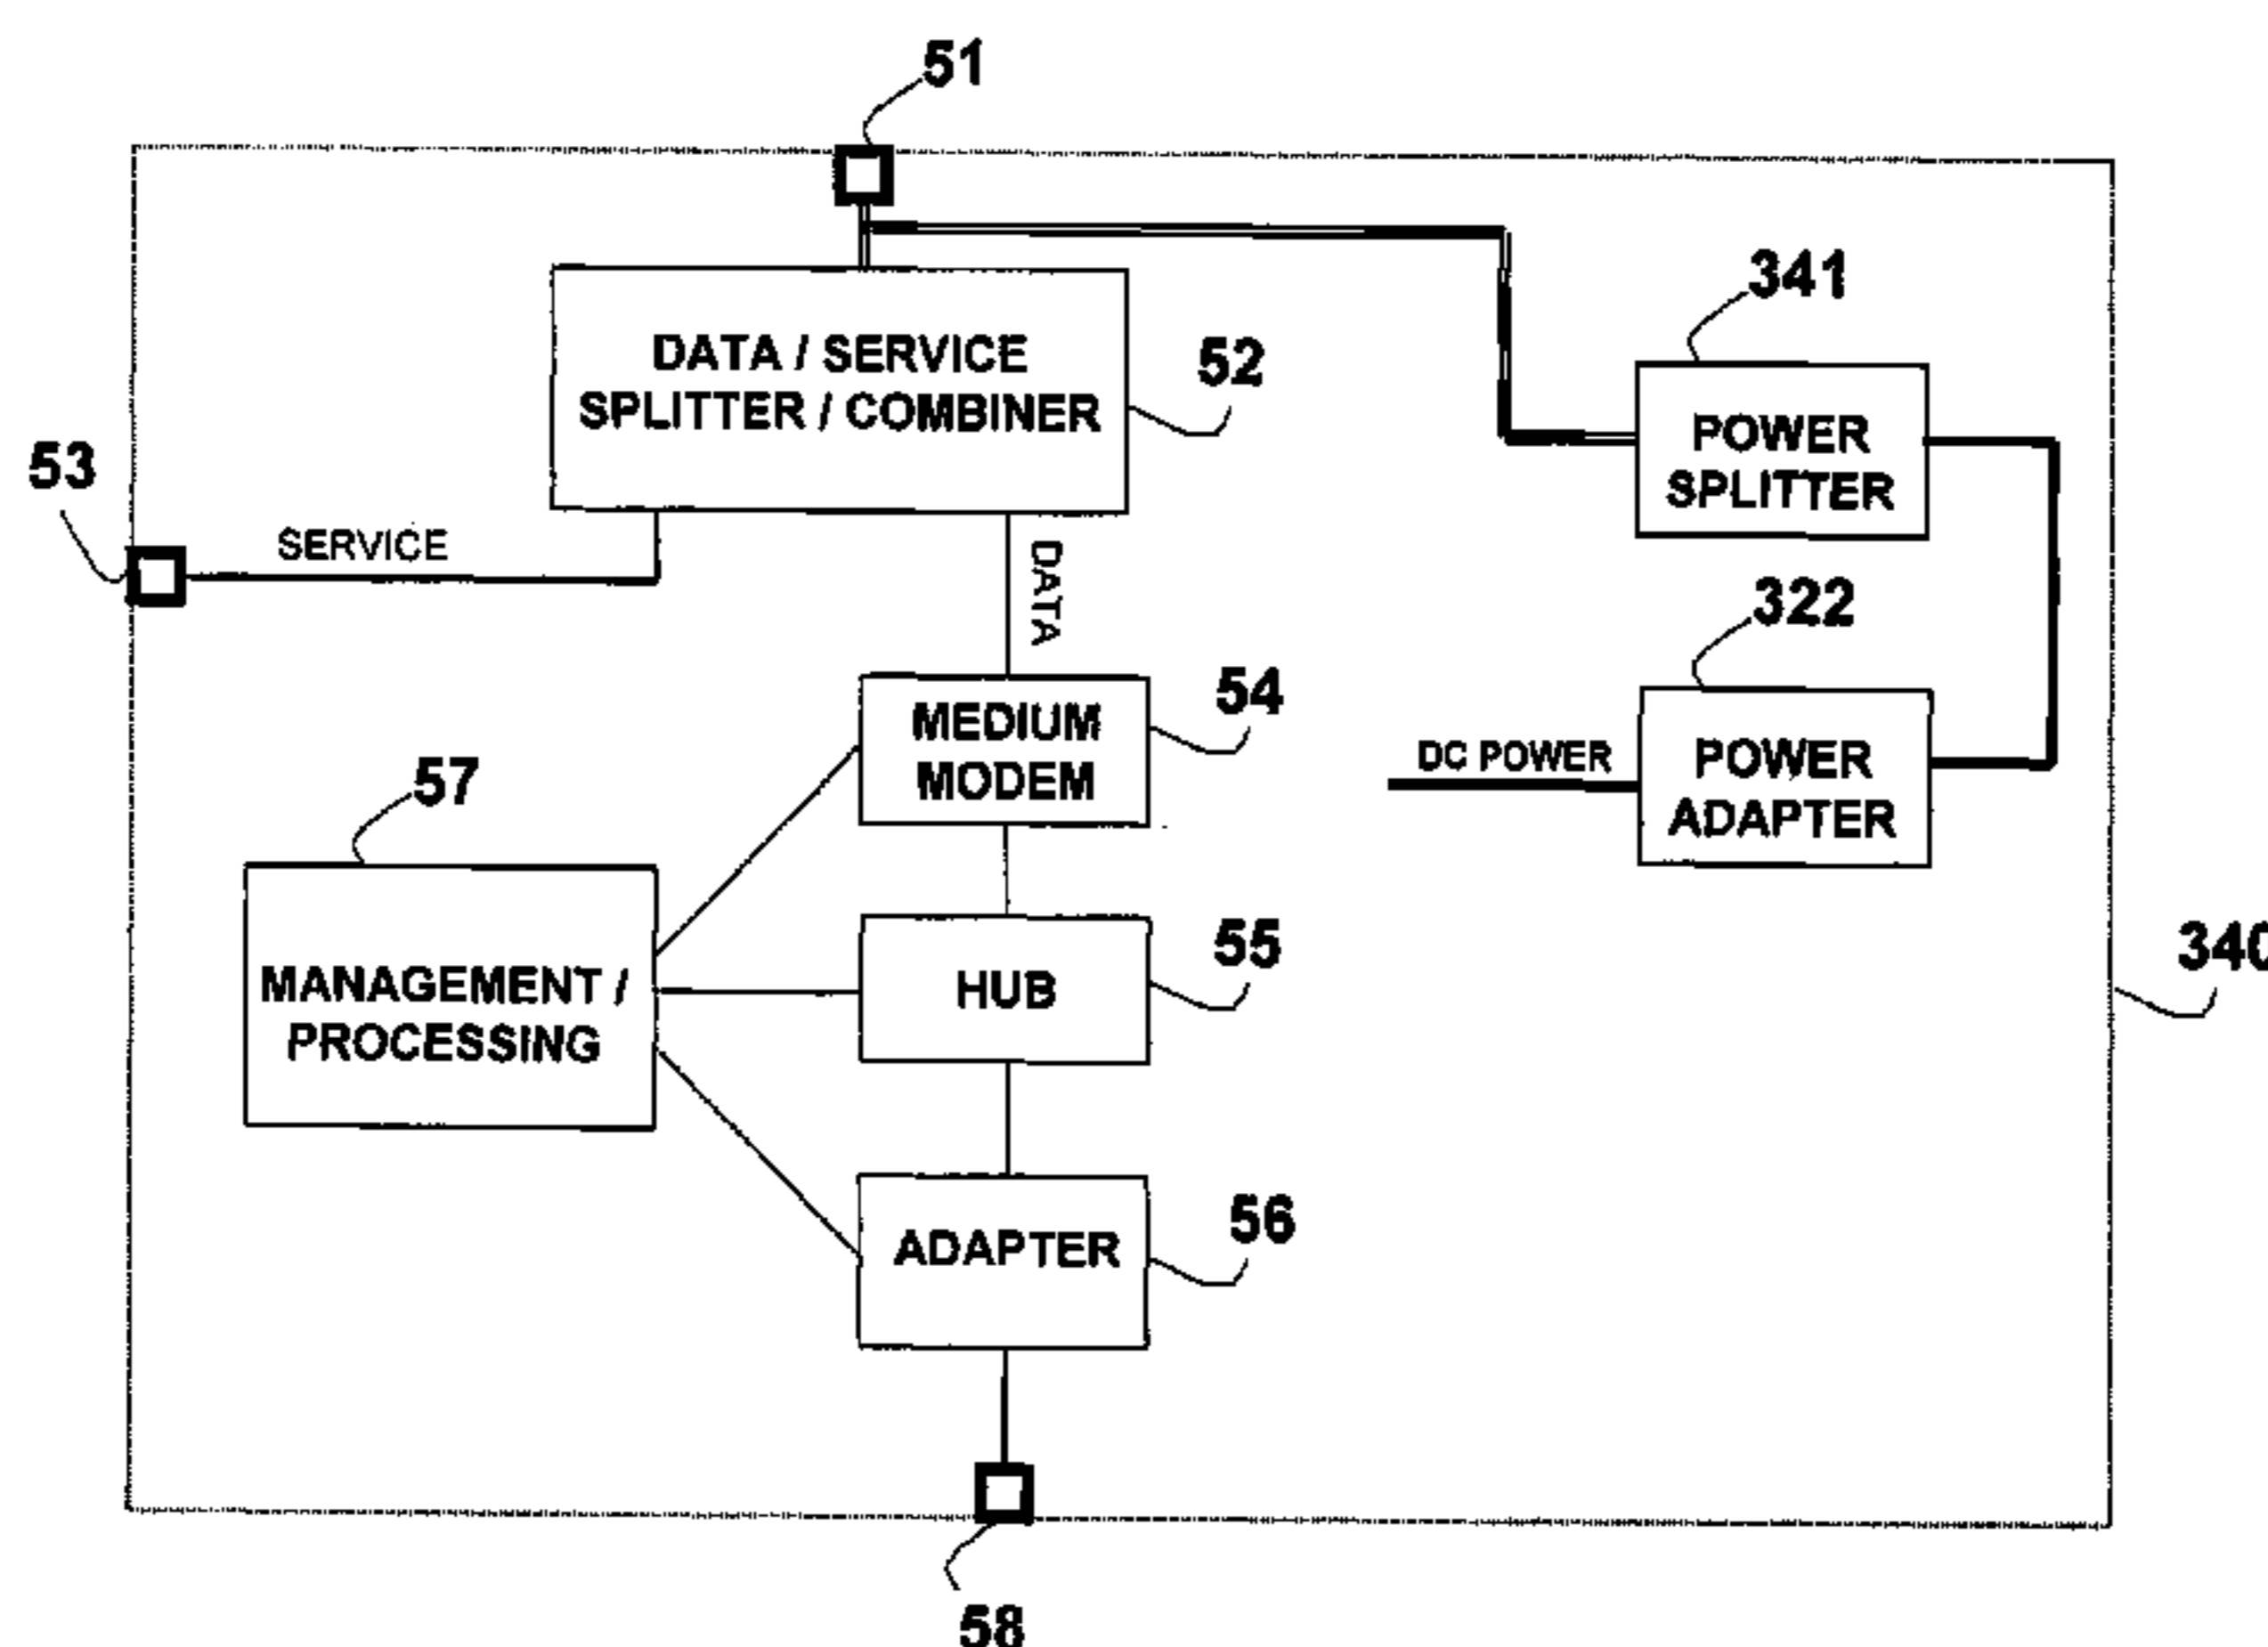 51
341
DATA / SERVICE
SPLITTER / COMBINER
52
POWER
SPLITTER
53
SERVICE
DATA
322
54
MEDIUM
MODEM
DC POWER
POWER
ADAPTER
57
MANAGEMENT /
PROCESSING
55
HUB
340
56
ADAPTER
58